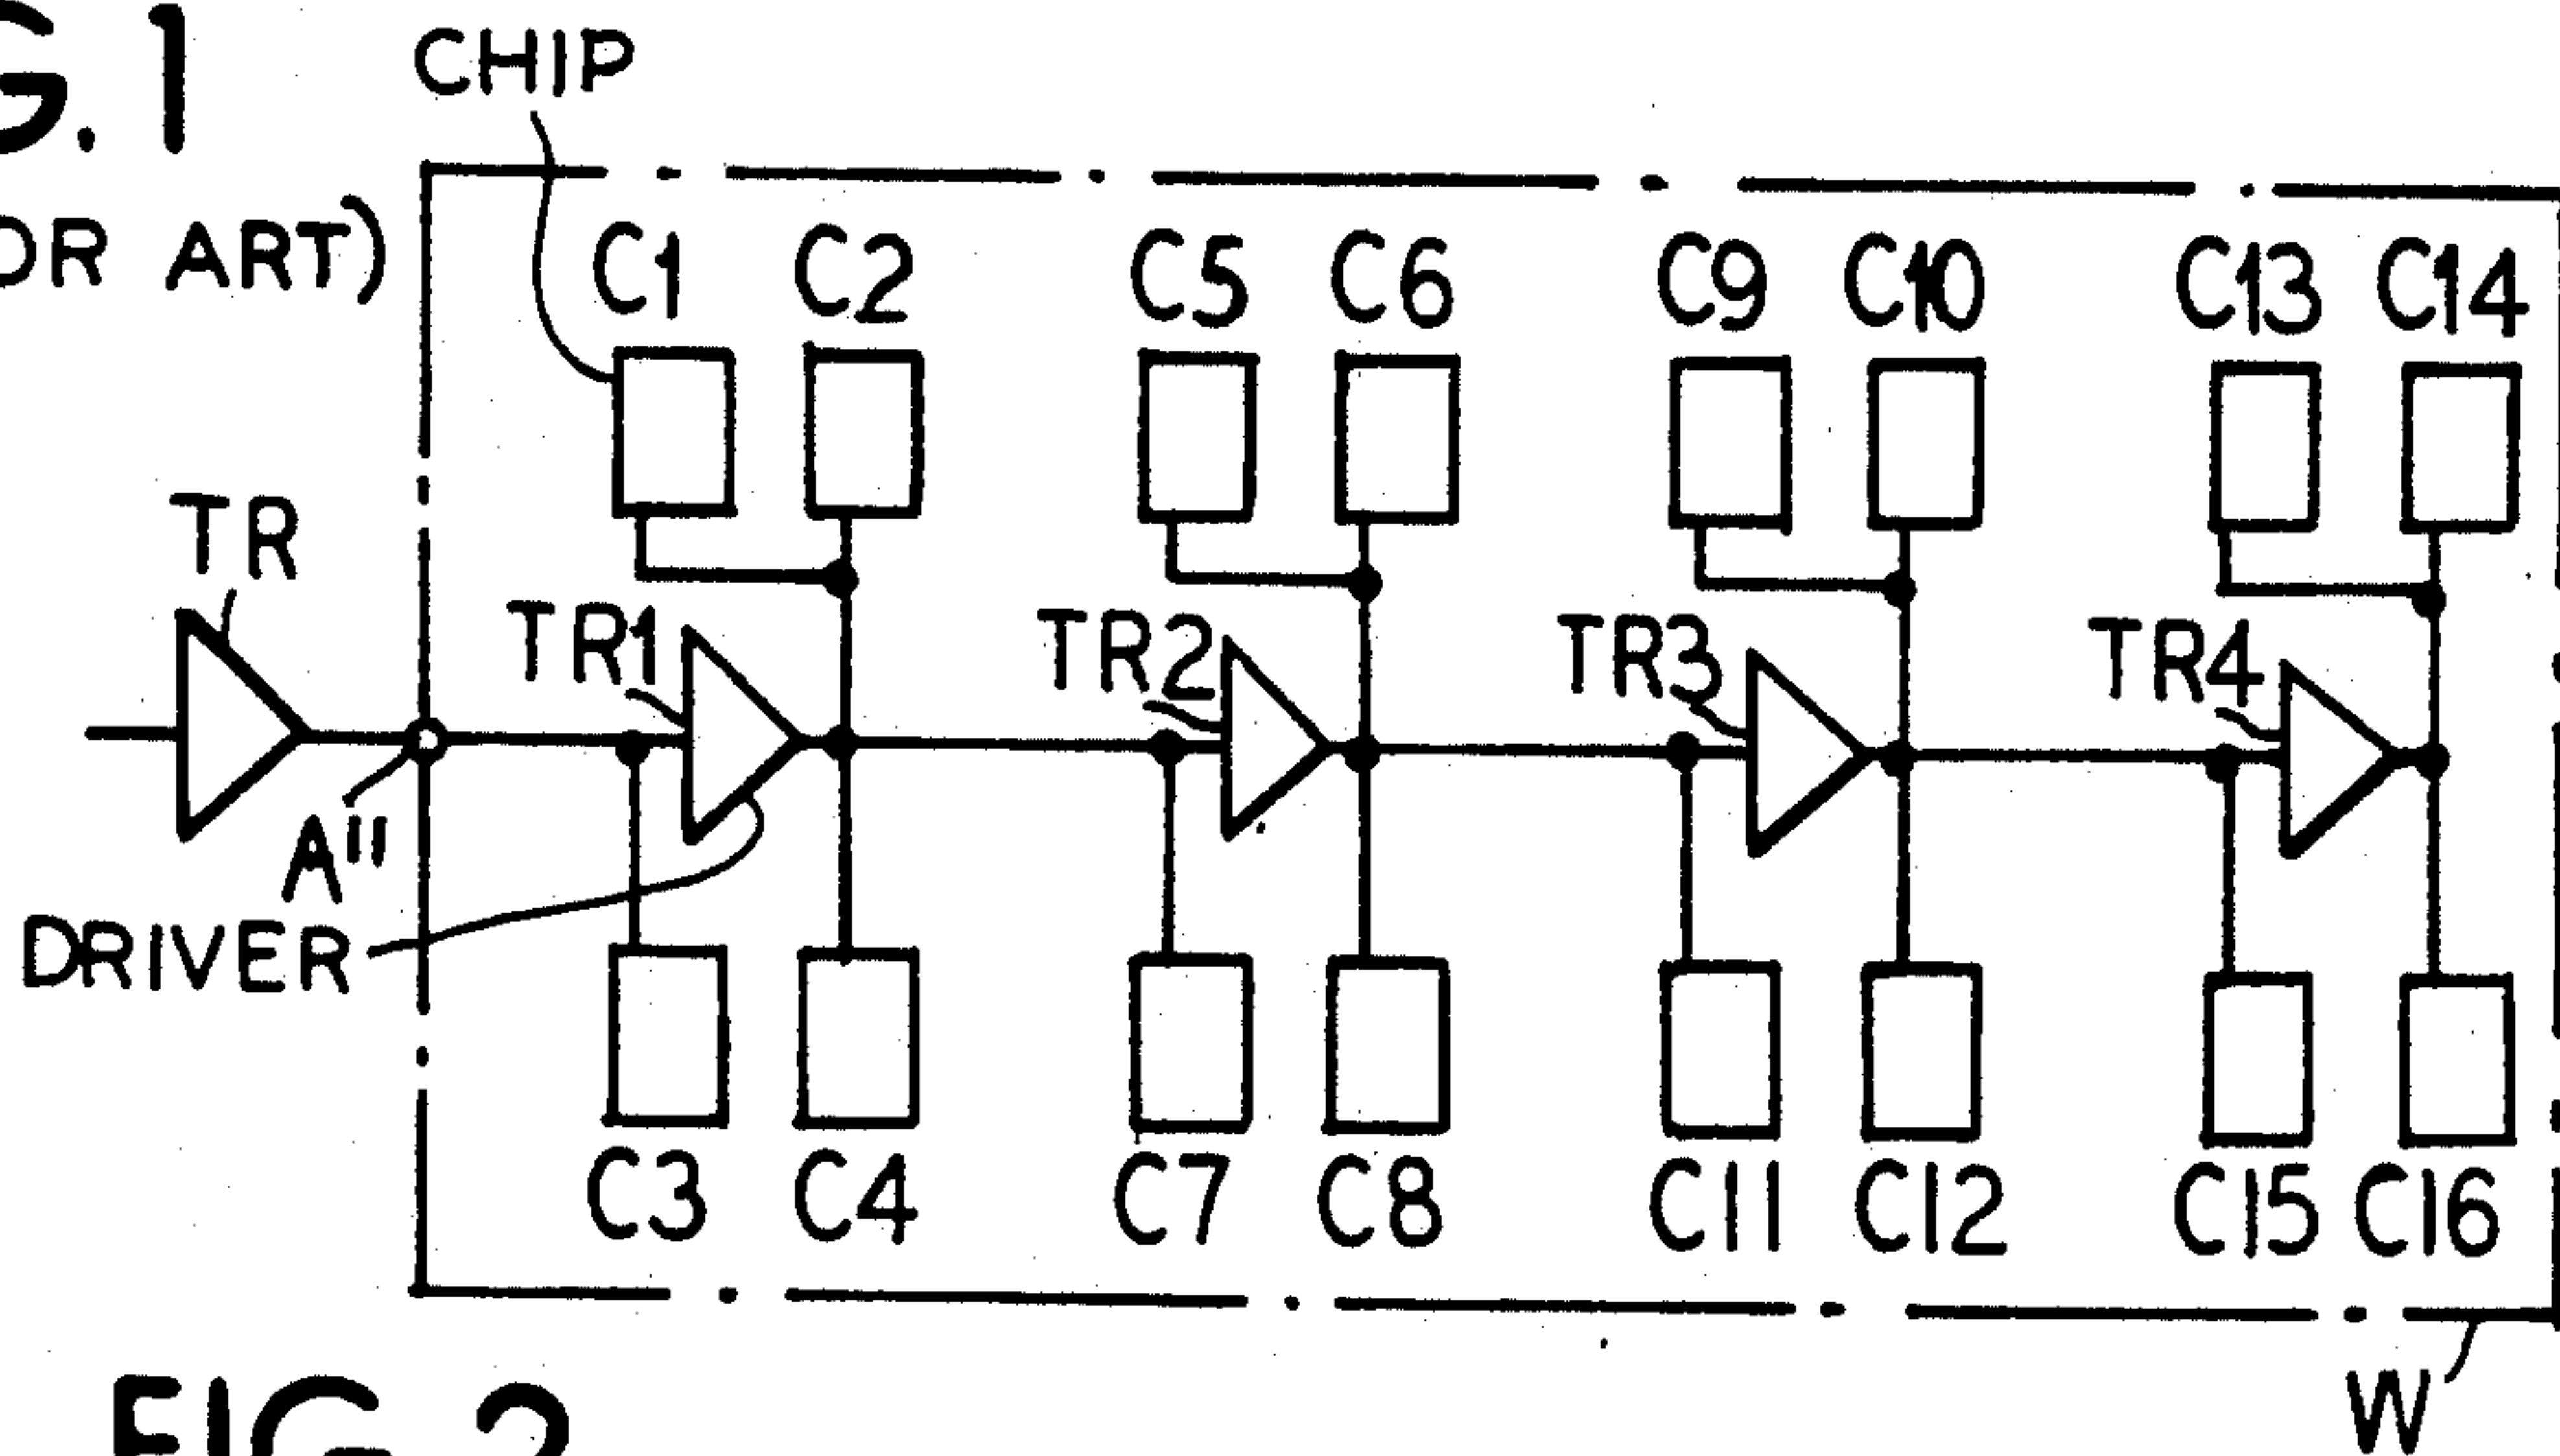 G.1
CHIP
OR ART)
C1 C2 C5 C6 C9 C10 C13 C14
TR
TR1 TR2 TR3 TR4
A"
DRIVER
C3 C4 C7 C8 C11 C12 C15 C16
W
FIG.2